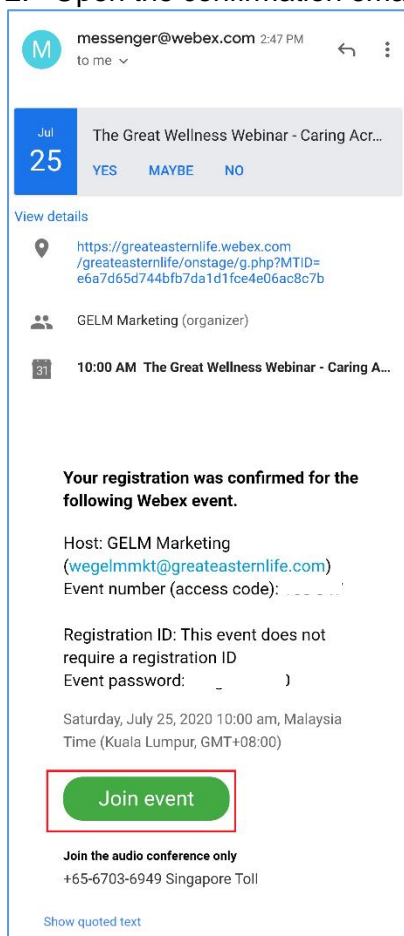 2. Open the confirmation ema
M
messenger@webex.com 2:47 PM
to me
Jul
25
The Great Wellness Webinar - Caring Acr...
YES MAYBE NO
View details
https://greateasternlife.webex.com
/greateasternlife/onstage/g.php?MTID=
e6a7d65d744bfb7da1d1fce4e06ac8c7b
GELM Marketing (organizer)
31
10:00 AM The Great Wellness Webinar - Caring A...
Your registration was confirmed for the
following Webex event.
Host: GELM Marketing
(wegelmmkt@greateasternlife.com)
Event number (access code):
Registration ID: This event does not
require a registration ID
Event password:
Saturday, July 25, 2020 10:00 am, Malaysia
Time (Kuala Lumpur, GMT+08:00)
Join event
Join the audio conference only
+65-6703-6949 Singapore Toll
Show quoted text